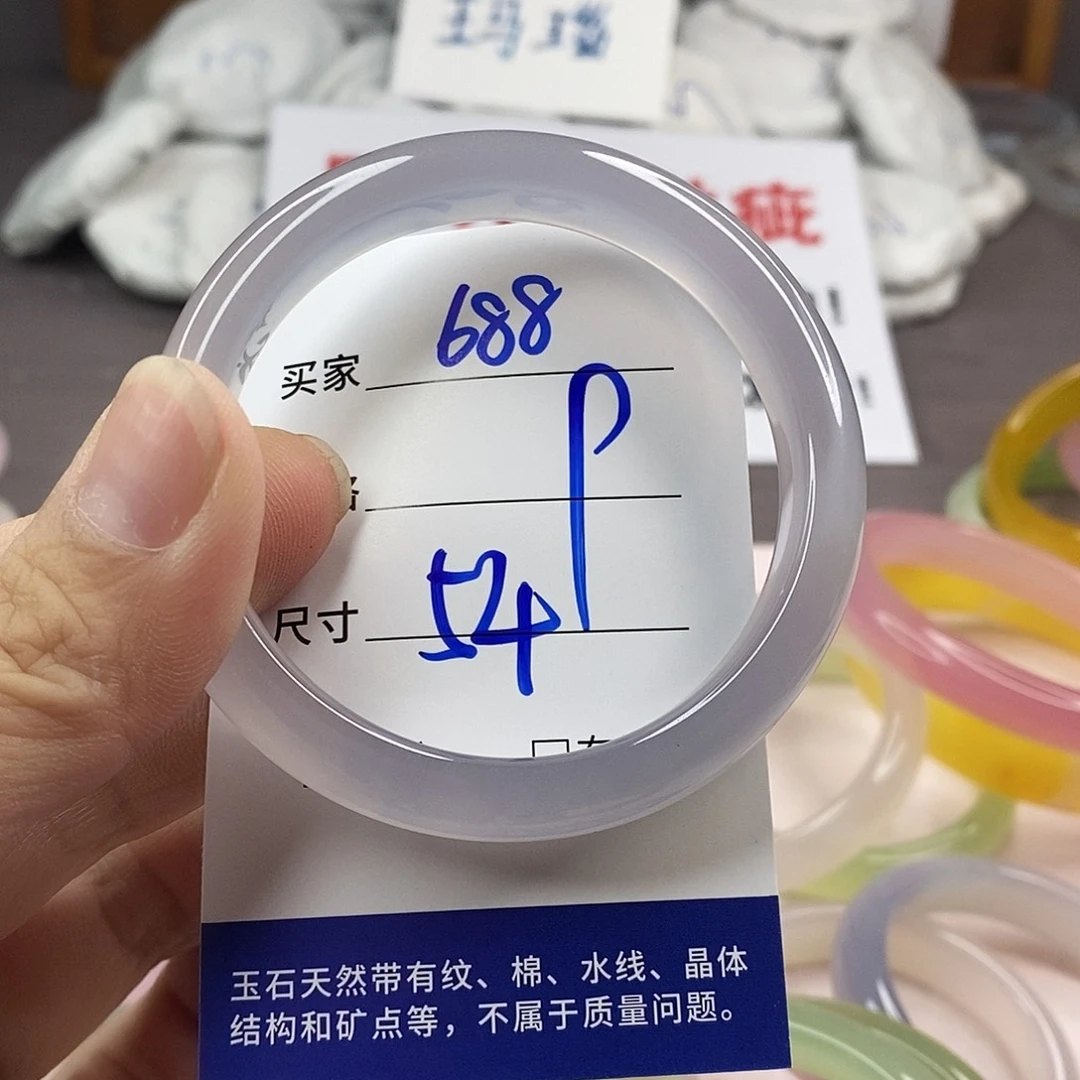 玛瑙
疵
买家 688
尺寸 54
玉石天然带有纹、棉、水线、晶体
结构和矿点等，不属于质量问题。